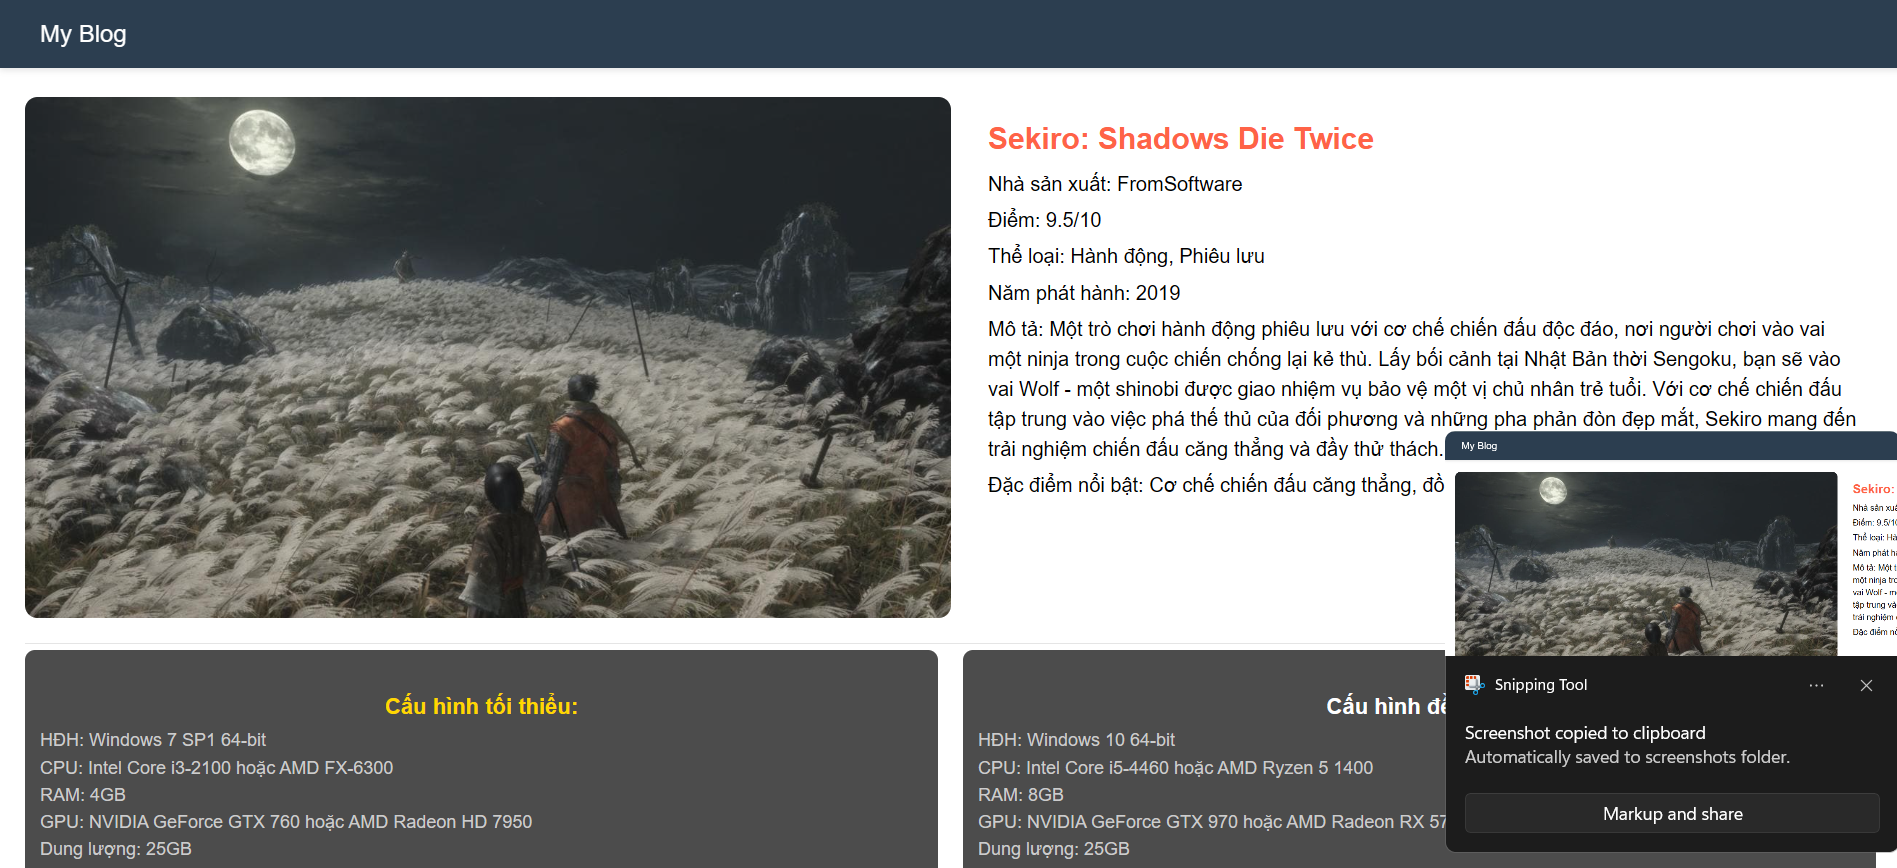 My Blog
Sekiro: Shadows Die Twice
Nhà sản xuất: FromSoftware
Điểm: 9.5/10
Thể loại: Hành động, Phiêu lưu
Năm phát hành: 2019
Mô tả: Một trò chơi hành động phiêu lưu với cơ chế chiến đấu độc đáo, nơi người chơi vào vai
một ninja trong cuộc chiến chống lại kẻ thù. Lấy bối cảnh tại Nhật Bản thời Sengoku, bạn sẽ vào
vai Wolf - một shinobi được giao nhiệm vụ bảo vệ một vị chủ nhân trẻ tuổi. Với cơ chế chiến đấu
tập trung vào việc phá thế thủ của đối phương và những pha phản đòn đẹp mắt, Sekiro mang đến
trải nghiệm chiến đấu căng thẳng và đầy thử thách.
Đặc điểm nổi bật: Cơ chế chiến đấu căng thẳng, đồ
Cấu hình tối thiểu:
HĐH: Windows 7 SP1 64-bit
CPU: Intel Core i3-2100 hoặc AMD FX-6300
RAM: 4GB
GPU: NVIDIA GeForce GTX 760 hoặc AMD Radeon HD 7950
Dung lượng: 25GB
Cấu hình đề
HĐH: Windows 10 64-bit
CPU: Intel Core i5-4460 hoặc AMD Ryzen 5 1400
RAM: 8GB
GPU: NVIDIA GeForce GTX 970 hoặc AMD Radeon RX 57
Dung lượng: 25GB
My Blog
Sekiro:
Nhà sản xuấ
Điểm: 9.5/10
Thể loại: Hà
Năm phát hà
Mô tả: Một t
một ninja tro
vai Wolf - m
tập trung và
trải nghiệm
Đặc điểm nổ
Snipping Tool
Screenshot copied to clipboard
Automatically saved to screenshots folder.
Markup and share